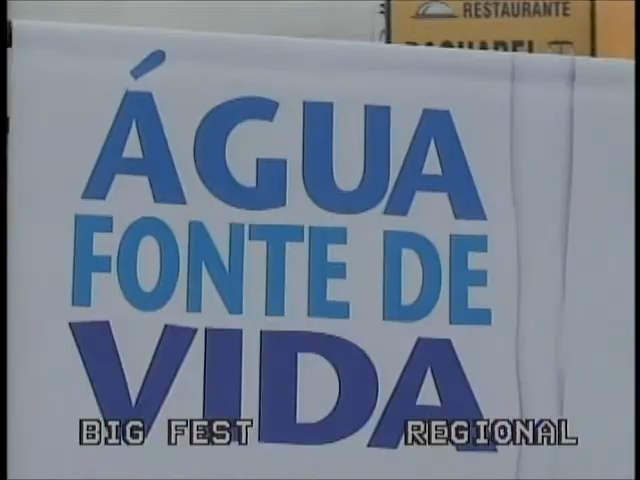 RESTAURANTE
ÁGUA
FONTE DE
VIDA
BIG FEST REGIONAL